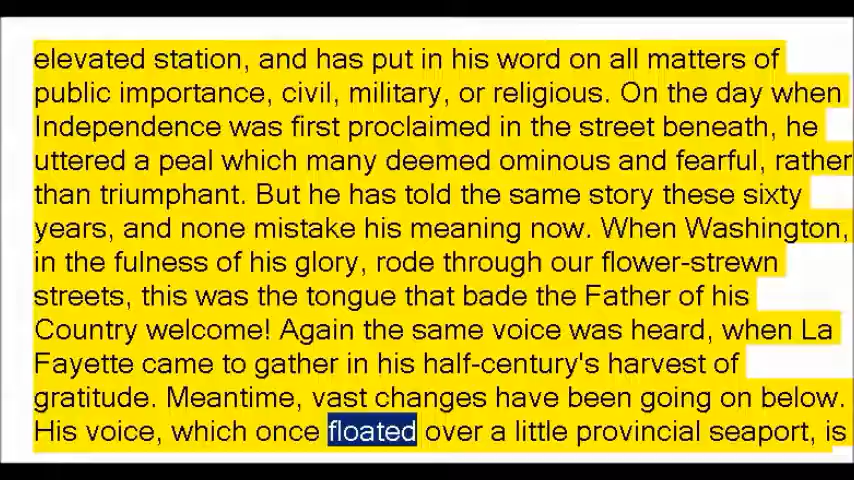 elevated station, and has put in his word on all matters of
public importance, civil, military, or religious. On the day when
Independence was first proclaimed in the street beneath, he
uttered a peal which many deemed ominous and fearful, rather
than triumphant. But he has told the same story these sixty
years, and none mistake his meaning now. When Washington,
in the fulness of his glory, rode through our flower-strewn
streets, this was the tongue that bade the Father of his
Country welcome! Again the same voice was heard, when La
Fayette came to gather in his half-century's harvest of
gratitude. Meantime, vast changes have been going on below.
His voice, which once floated over a little provincial seaport, is